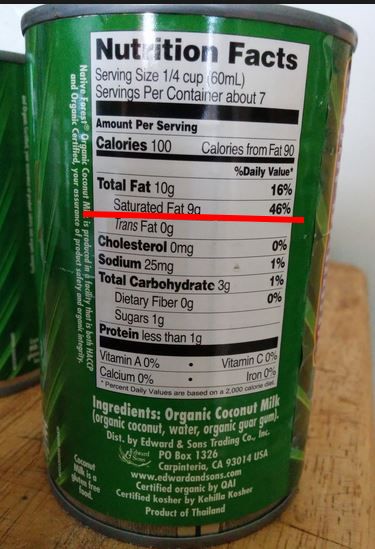 Nutrition Facts
Serving Size 1/4 cup (60mL)
Servings Per Container about 7
Amount Per Serving
Calories 100 Calories from Fat 90
%Daily Value*
Total Fat 10g 16%
Saturated Fat 9g 46%
Trans Fat 0g
Cholesterol 0mg 0%
Sodium 25mg 1%
Total Carbohydrate 3g 1%
Dietary Fiber 0g 0%
Sugars 1g
Protein less than 1g
Vitamin A 0% • Vitamin C 0%
Calcium 0% • Iron 0%
* Percent Daily Values are based on a 2,000 calorie diet.
Ingredients: Organic Coconut Milk
(organic coconut, water, organic guar gum).
Dist. by Edward & Sons Trading Co., Inc.
PO Box 1326
Carpinteria, CA 93014 USA
www.edwardandsons.com
Certified organic by QAI
Certified kosher by Kehilla Kosher
Product of Thailand
Native Forest® Organic Coconut Milk is produced in a facility that is both HACCP
and Organic Certified, your assurance of product safety and organic integrity.
Coconut
Milk is a
gluten free
food.